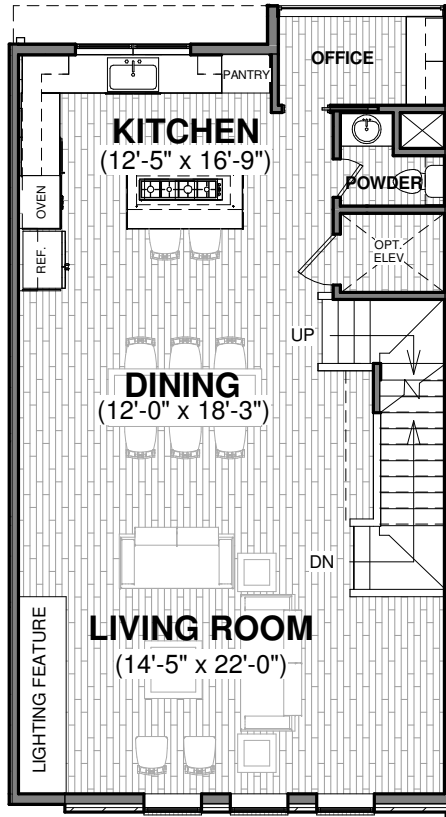 OFFICE
PANTRY
KITCHEN
(12'-5" x 16'-9")
POWDER
OVEN
REF.
OPT.
ELEV
UP
DINING
(12'-0" x 18'-3")
DN
LIVING ROOM
(14'-5" x 22'-0")
LIGHTING FEATURE